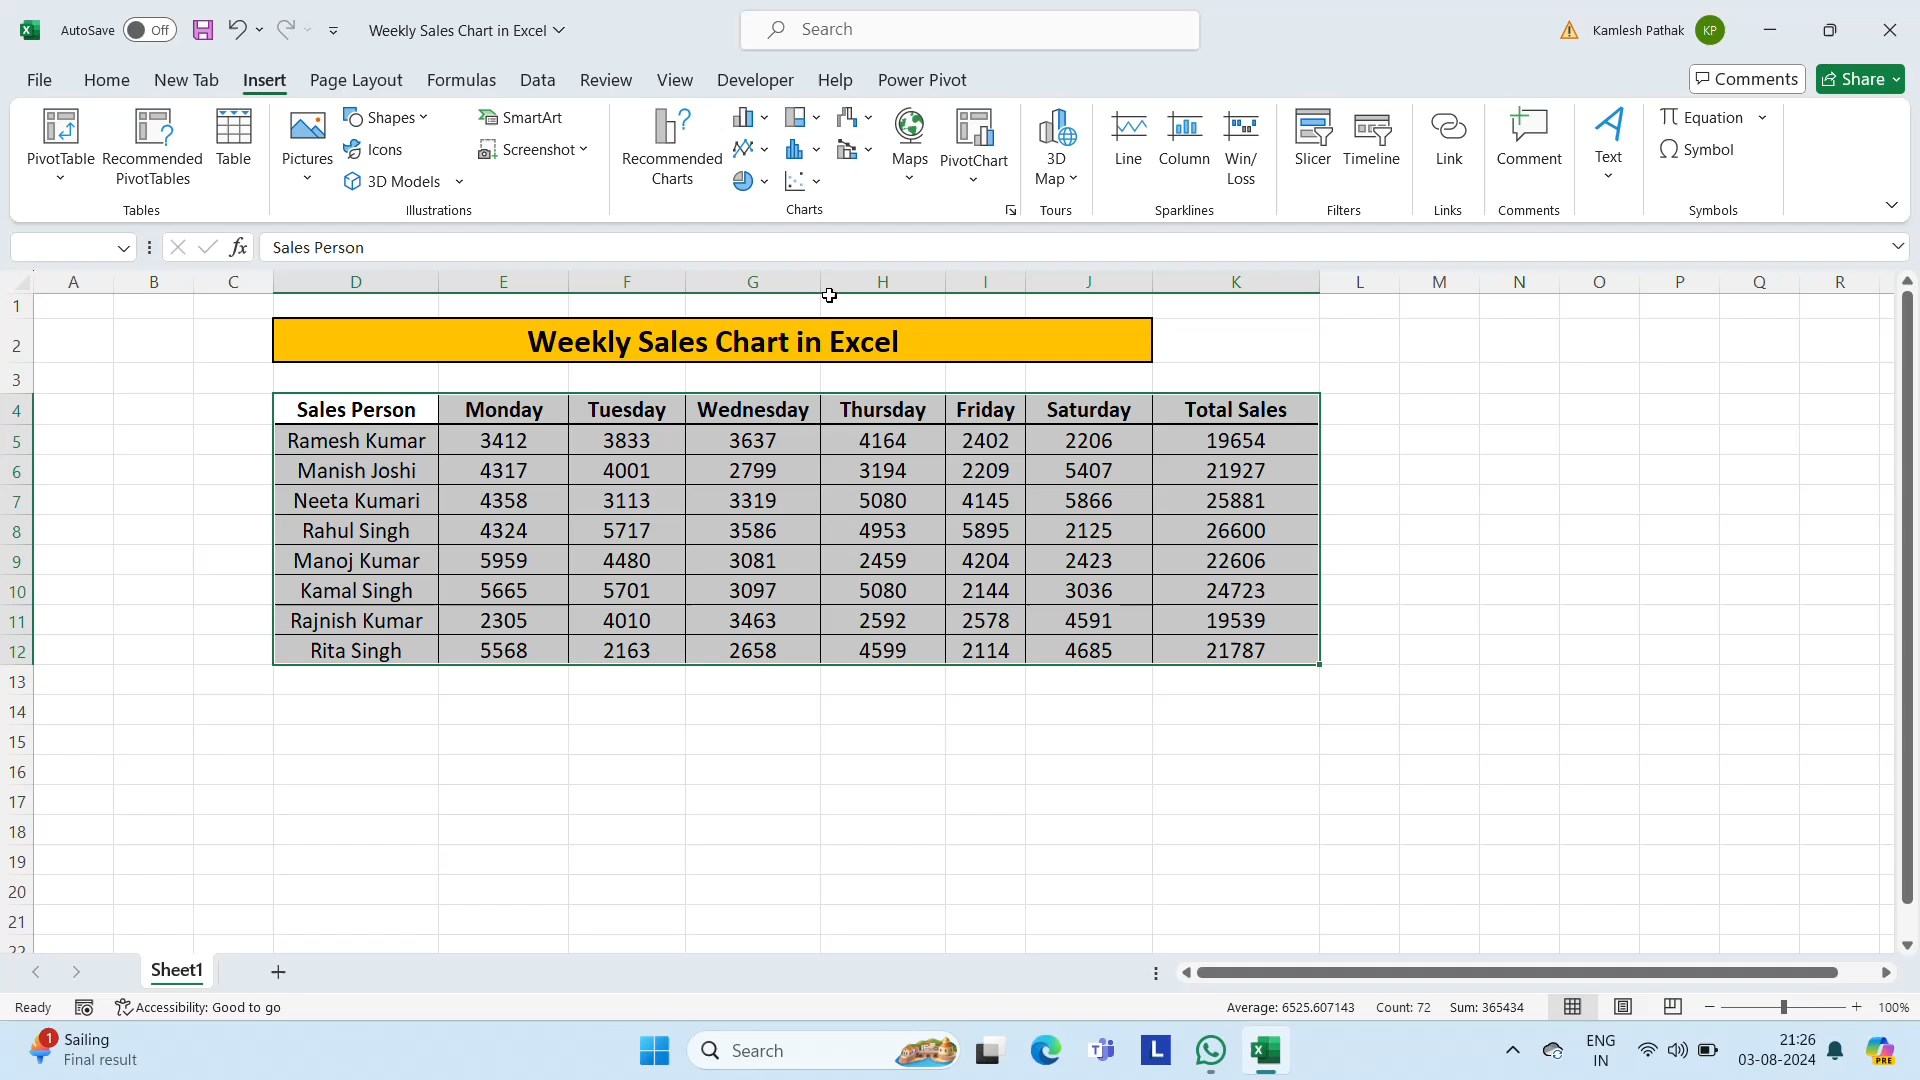 AutoSave Off Weekly Sales Chart in Excel Search Kamlesh Pathak KP
File Home New Tab Insert Page Layout Formulas Data Review View Developer Help Power Pivot Comments Share
PivotTable Recommended PivotTables Table
Tables
Pictures Shapes Icons 3D Models SmartArt Screenshot
Illustrations
Recommended Charts Maps PivotChart
Charts
3D Map
Tours
Line Column Win/Loss
Sparklines
Slicer Timeline
Filters
Link
Links
Comment
Comments
Text
Equation
Symbol
Symbols
fx Sales Person
A B C D E F G H I J K L M N O P Q R
1
2 Weekly Sales Chart in Excel
3
4 Sales Person Monday Tuesday Wednesday Thursday Friday Saturday Total Sales
5 Ramesh Kumar 3412 3833 3637 4164 2402 2206 19654
6 Manish Joshi 4317 4001 2799 3194 2209 5407 21927
7 Neeta Kumari 4358 3113 3319 5080 4145 5866 25881
8 Rahul Singh 4324 5717 3586 4953 5895 2125 26600
9 Manoj Kumar 5959 4480 3081 2459 4204 2423 22606
10 Kamal Singh 5665 5701 3097 5080 2144 3036 24723
11 Rajnish Kumar 2305 4010 3463 2592 2578 4591 19539
12 Rita Singh 5568 2163 2658 4599 2114 4685 21787
13
14
15
16
17
18
19
20
21
22
Sheet1
Ready Accessibility: Good to go Average: 6525.607143 Count: 72 Sum: 365434 100%
1 Sailing
Final result
Search
L
ENG
IN
21:26
03-08-2024
PRE